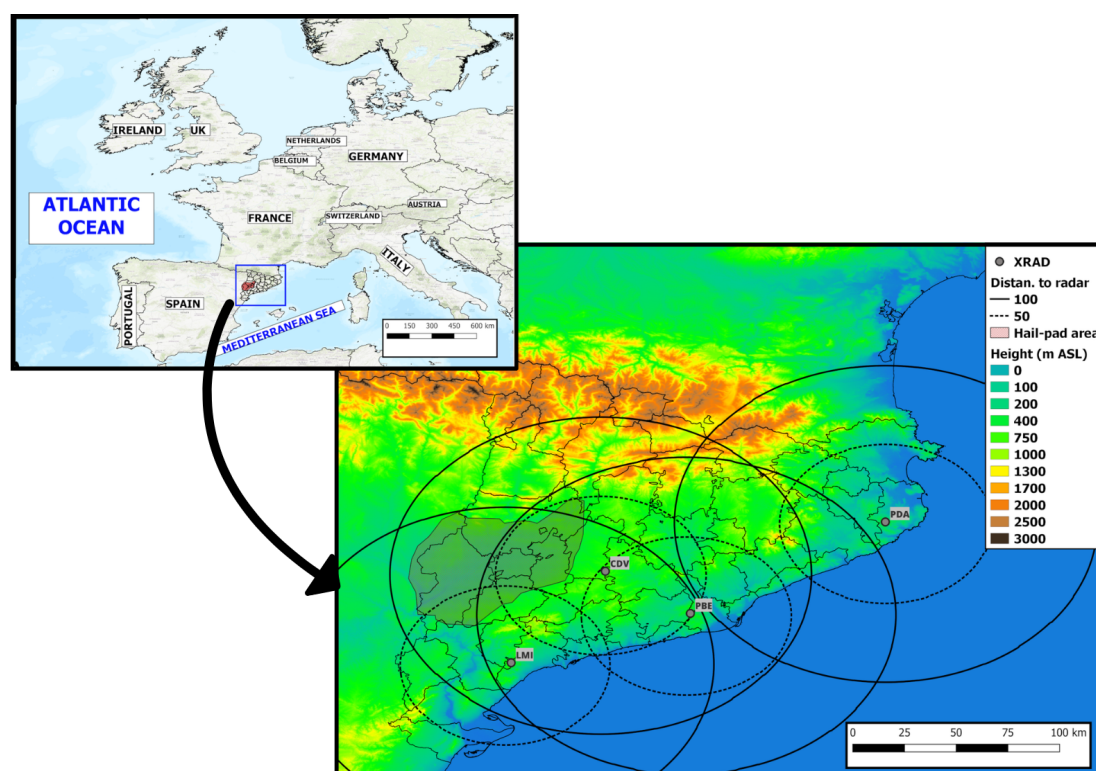 IRELAND
UK
NETHERLANDS
BELGIUM
GERMANY
ATLANTIC
OCEAN
FRANCE
SWITZERLAND
AUSTRIA
ITALY
PORTUGAL
SPAIN
MEDITERRANEAN SEA
0 150 300 450 600 km
XRAD
Distan. to radar
100
50
Hail-pad area
Height (m ASL)
0
100
200
400
750
1000
1300
1700
2000
2500
3000
PDA
CDV
PBE
LMI
0 25 50 75 100 km